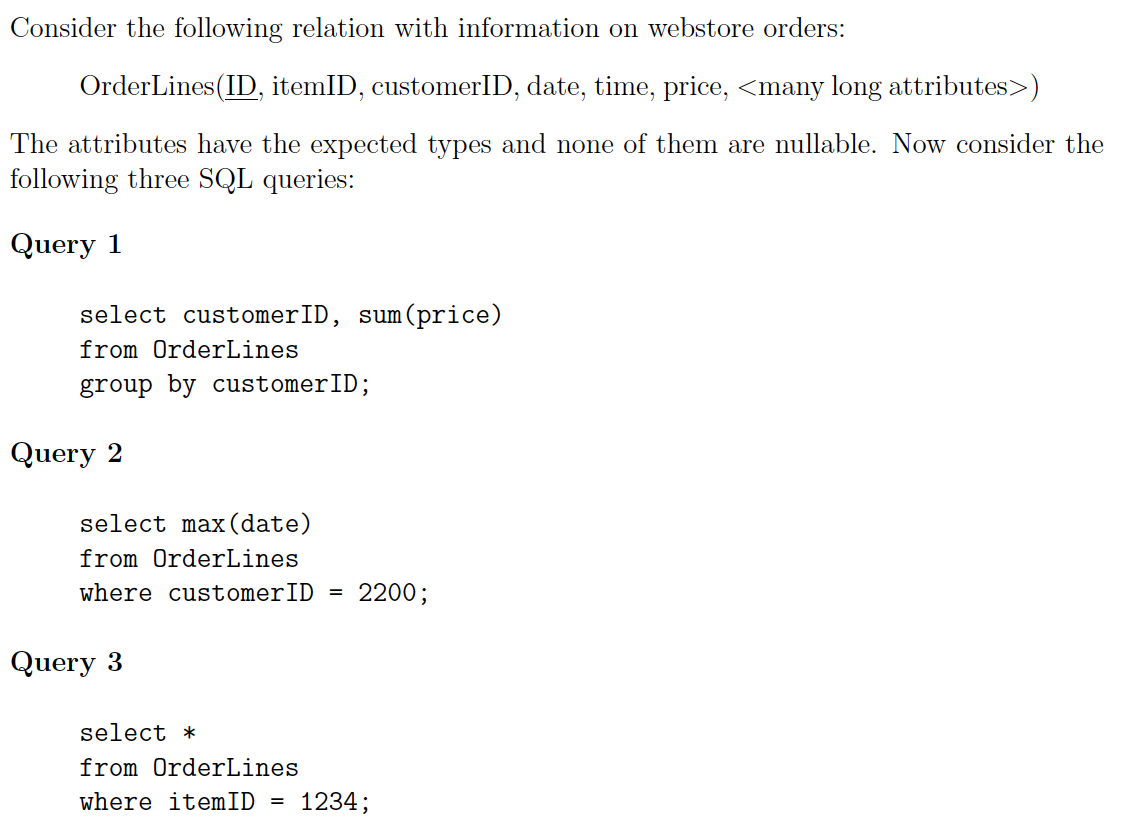 Consider the following relation with information on webstore orders:
OrderLines(ID, itemID, customerID, date, time, price, <many long attributes>)
The attributes have the expected types and none of them are nullable. Now consider the
following three SQL queries:
Query 1
select customerID, sum(price)
from OrderLines
group by customerID;
Query 2
select max(date)
from OrderLines
where customerID = 2200;
Query 3
select *
from OrderLines
where itemID = 1234;